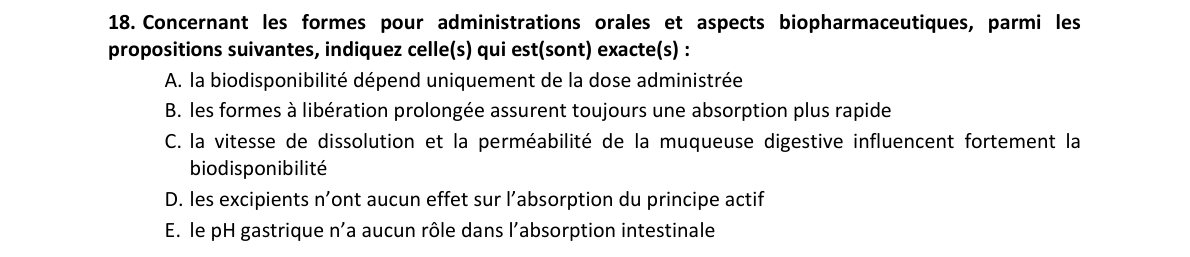 18. Concernant les formes pour administrations orales et aspects biopharmaceutiques, parmi les
propositions suivantes, indiquez celle(s) qui est(sont) exacte(s) :
A. la biodisponibilité dépend uniquement de la dose administrée
B. les formes à libération prolongée assurent toujours une absorption plus rapide
C. la vitesse de dissolution et la perméabilité de la muqueuse digestive influencent fortement la
biodisponibilité
D. les excipients n’ont aucun effet sur l’absorption du principe actif
E. le pH gastrique n’a aucun rôle dans l’absorption intestinale